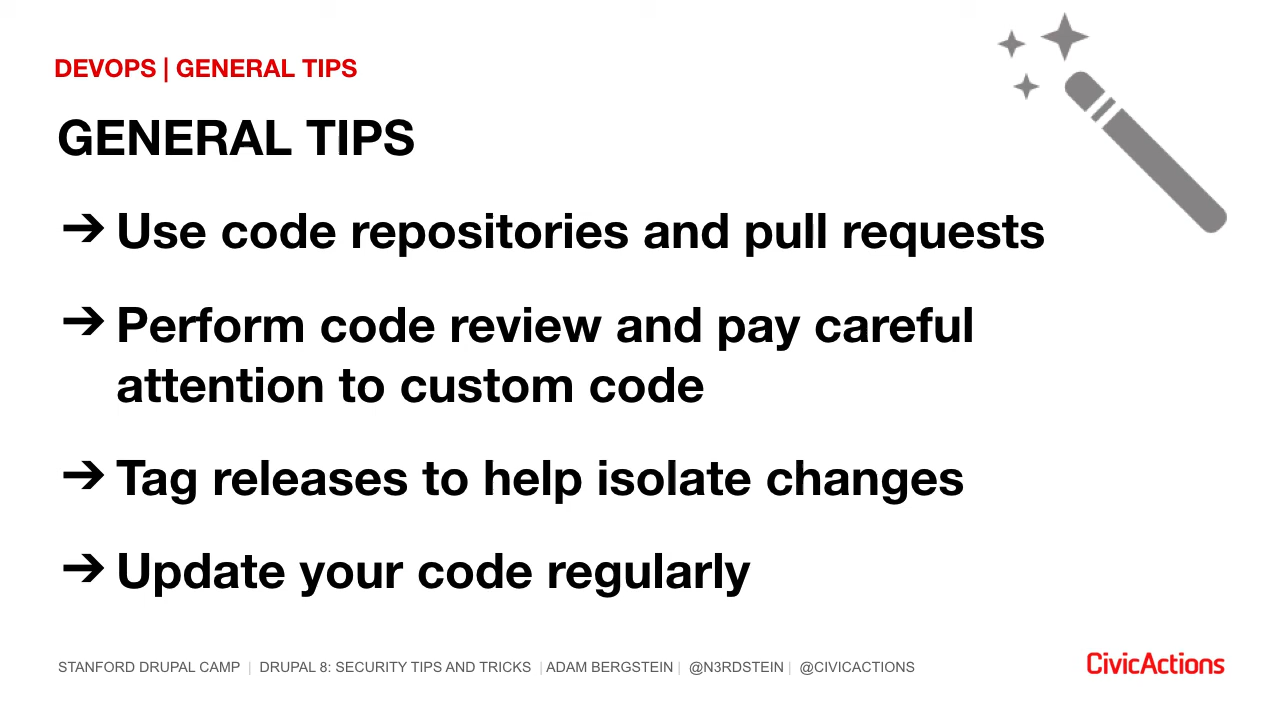 DEVOPS | GENERAL TIPS
GENERAL TIPS
➔ Use code repositories and pull requests
➔ Perform code review and pay careful
attention to custom code
➔ Tag releases to help isolate changes
➔ Update your code regularly
STANFORD DRUPAL CAMP | DRUPAL 8: SECURITY TIPS AND TRICKS | ADAM BERGSTEIN | @N3RDSTEIN | @CIVICACTIONS
CivicActions